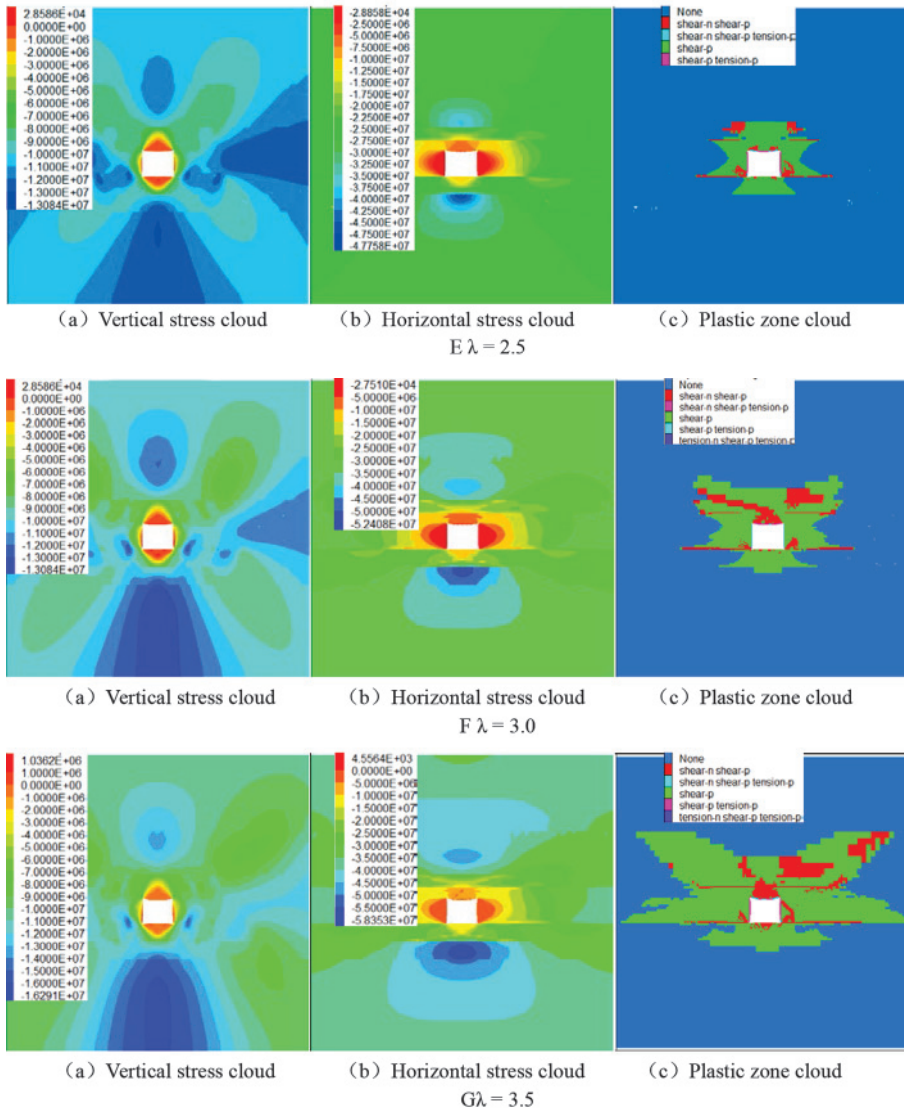 2.8586E+04
0.0000E+00
-1.0000E+06
-2.0000E+06
-3.0000E+06
-4.0000E+06
-5.0000E+06
-6.0000E+06
-7.0000E+06
-8.0000E+06
-9.0000E+06
-1.0000E+07
-1.1000E+07
-1.2000E+07
-1.3000E+07
-1.3084E+07
-2.8858E+04
-2.5000E+06
-5.0000E+06
-7.5000E+06
-1.0000E+07
-1.2500E+07
-1.5000E+07
-1.7500E+07
-2.0000E+07
-2.2500E+07
-2.5000E+07
-2.7500E+07
-3.0000E+07
-3.2500E+07
-3.5000E+07
-3.7500E+07
-4.0000E+07
-4.2500E+07
-4.5000E+07
-4.7500E+07
-4.7758E+07
None
shear-n shear-p
shear-n shear-p tension-p
shear-p
shear-p tension-p
（a）Vertical stress cloud
（b）Horizontal stress cloud
（c）Plastic zone cloud
E λ = 2.5
2.8586E+04
0.0000E+00
-1.0000E+06
-2.0000E+06
-3.0000E+06
-4.0000E+06
-5.0000E+06
-6.0000E+06
-7.0000E+06
-8.0000E+06
-9.0000E+06
-1.0000E+07
-1.1000E+07
-1.2000E+07
-1.3000E+07
-1.3084E+07
-2.7510E+04
-5.0000E+06
-1.0000E+07
-1.5000E+07
-2.0000E+07
-2.5000E+07
-3.0000E+07
-3.5000E+07
-4.0000E+07
-4.5000E+07
-5.0000E+07
-5.2408E+07
None
shear-n shear-p
shear-n shear-p tension-p
shear-p
shear-p tension-p
tension-n shear-p tension-p
（a）Vertical stress cloud
（b）Horizontal stress cloud
（c）Plastic zone cloud
F λ = 3.0
1.0362E+06
1.0000E+06
0.0000E+00
-1.0000E+06
-2.0000E+06
-3.0000E+06
-4.0000E+06
-5.0000E+06
-6.0000E+06
-7.0000E+06
-8.0000E+06
-9.0000E+06
-1.0000E+07
-1.1000E+07
-1.2000E+07
-1.3000E+07
-1.4000E+07
-1.5000E+07
-1.6000E+07
-1.6291E+07
4.5564E+03
0.0000E+00
-5.0000E+06
-1.0000E+07
-1.5000E+07
-2.0000E+07
-2.5000E+07
-3.0000E+07
-3.5000E+07
-4.0000E+07
-4.5000E+07
-5.0000E+07
-5.5000E+07
-5.8353E+07
None
shear-n shear-p
shear-n shear-p tension-p
shear-p
shear-p tension-p
tension-n shear-p tension-p
（a）Vertical stress cloud
（b）Horizontal stress cloud
（c）Plastic zone cloud
Gλ = 3.5